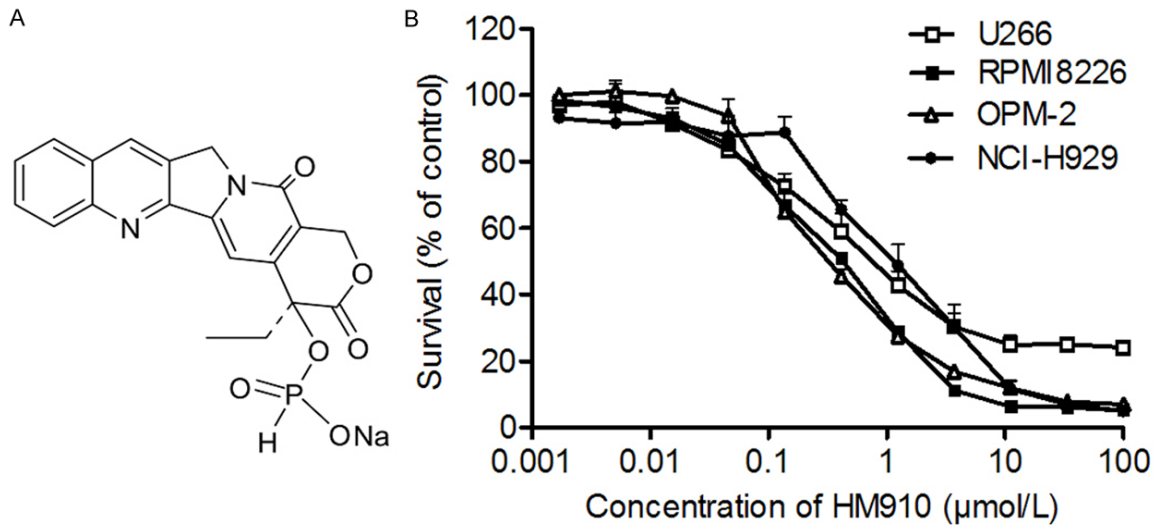 A
N
N
O
O
O
O
O
P
H
ONa
B
120
100
80
60
40
20
0
0.001 0.01 0.1 1 10 100
Survival (% of control)
Concentration of HM910 (µmol/L)
U266
RPMI8226
OPM-2
NCI-H929